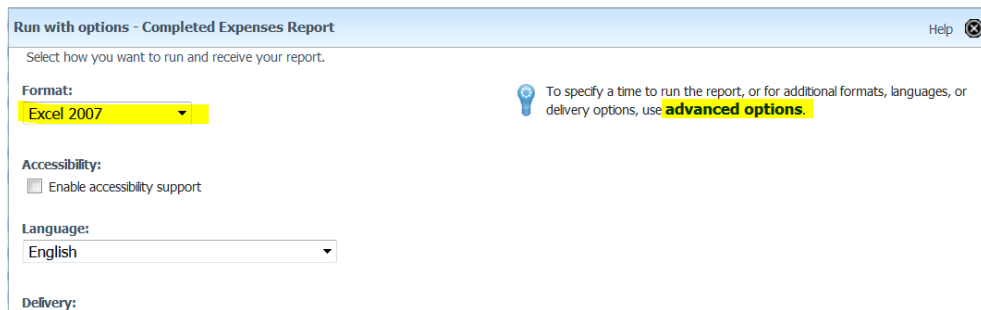 Run with options - Completed Expenses Report
Help
Select how you want to run and receive your report.
Format:
Excel 2007
To specify a time to run the report, or for additional formats, languages, or
delivery options, use advanced options.
Accessibility:
Enable accessibility support
Language:
English
Delivery: